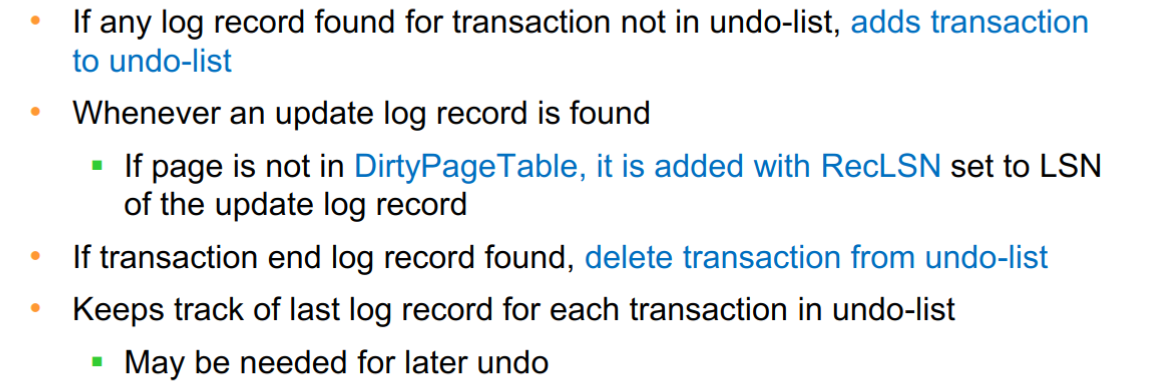 If any log record found for transaction not in undo-list, adds transaction
to undo-list
Whenever an update log record is found
If page is not in DirtyPageTable, it is added with RecLSN set to LSN
of the update log record
If transaction end log record found, delete transaction from undo-list
Keeps track of last log record for each transaction in undo-list
May be needed for later undo